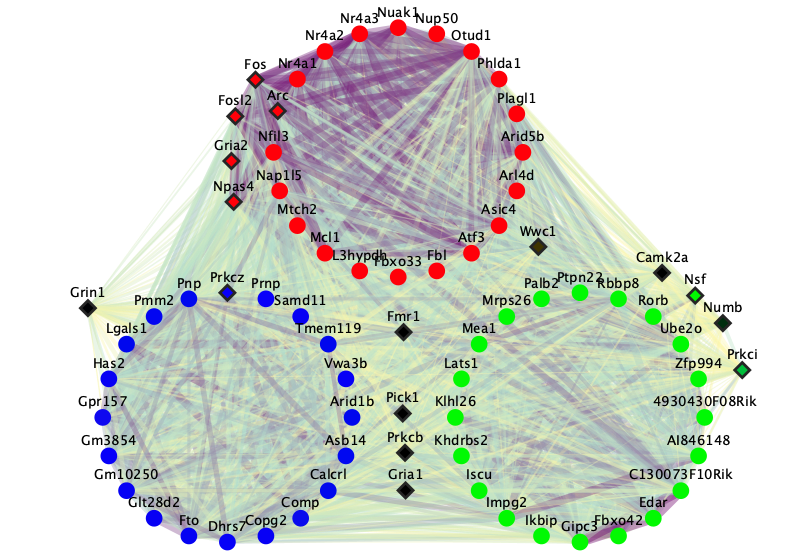 Nuak1
Nr4a3
Nup50
Nr4a2
Otud1
Fos
Nr4a1
Phlda1
Fosl2
Arc
Plagl1
Gria2
Nfil3
Arid5b
Npas4
Nap1l5
Arl4d
Mtch2
Asic4
Mcl1
Atf3
Wwc1
L3hypdh
Fbxo33
Fbl
Camk2a
Grin1
Pnp
Prkcz
Prnp
Palb2
Ptpn22
Rbbp8
Nsf
Pmm2
Samd11
Fmr1
Mrps26
Rorb
Numb
Lgals1
Tmem119
Mea1
Ube2o
Prkci
Has2
Vwa3b
Lats1
Zfp994
Gpr157
Arid1b
Pick1
Klhl26
4930430F08Rik
Gm3854
Asb14
Prkcb
Khdrbs2
AI846148
Gm10250
Calcrl
Gria1
Iscu
C130073F10Rik
Glt28d2
Comp
Impg2
Edar
Fto
Dhrs7
Copg2
Ikbip
Gipc3
Fbxo42